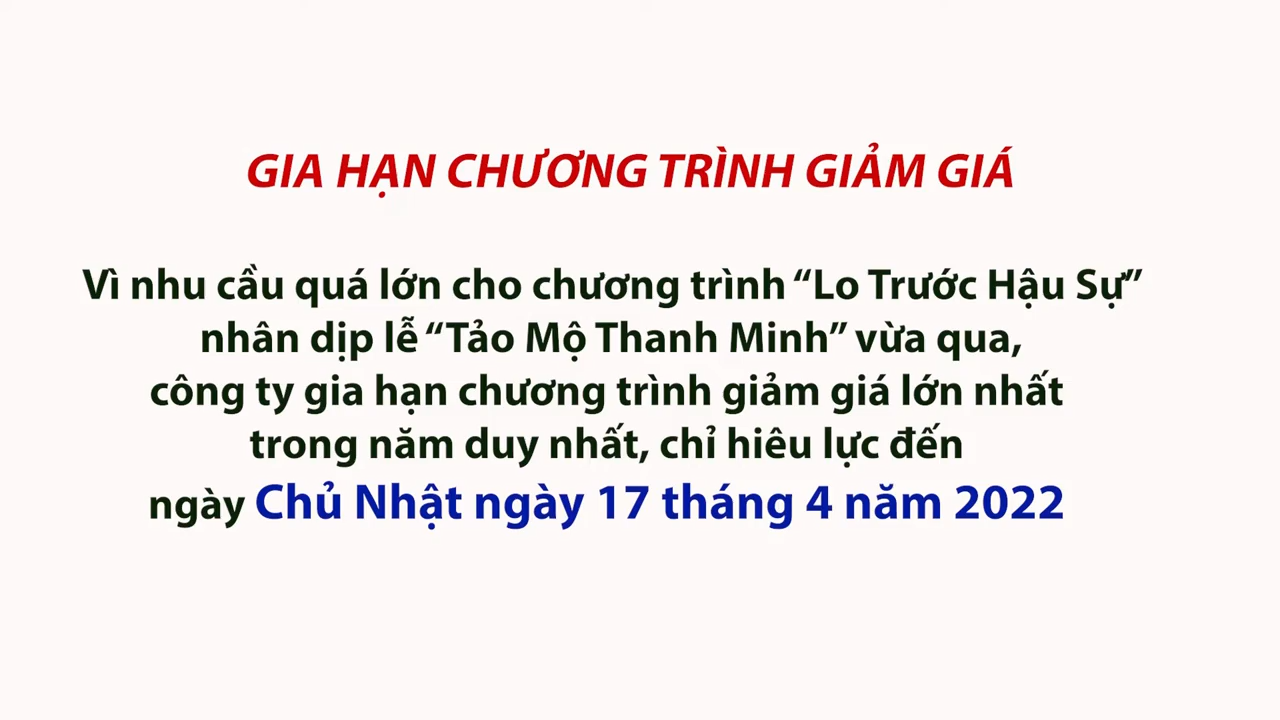 GIA HẠN CHƯƠNG TRÌNH GIẢM GIÁ
Vì nhu cầu quá lớn cho chương trình “Lo Trước Hậu Sự”
nhân dịp lễ “Tảo Mộ Thanh Minh” vừa qua,
công ty gia hạn chương trình giảm giá lớn nhất
trong năm duy nhất, chỉ hiêu lực đến
ngày Chủ Nhật ngày 17 tháng 4 năm 2022